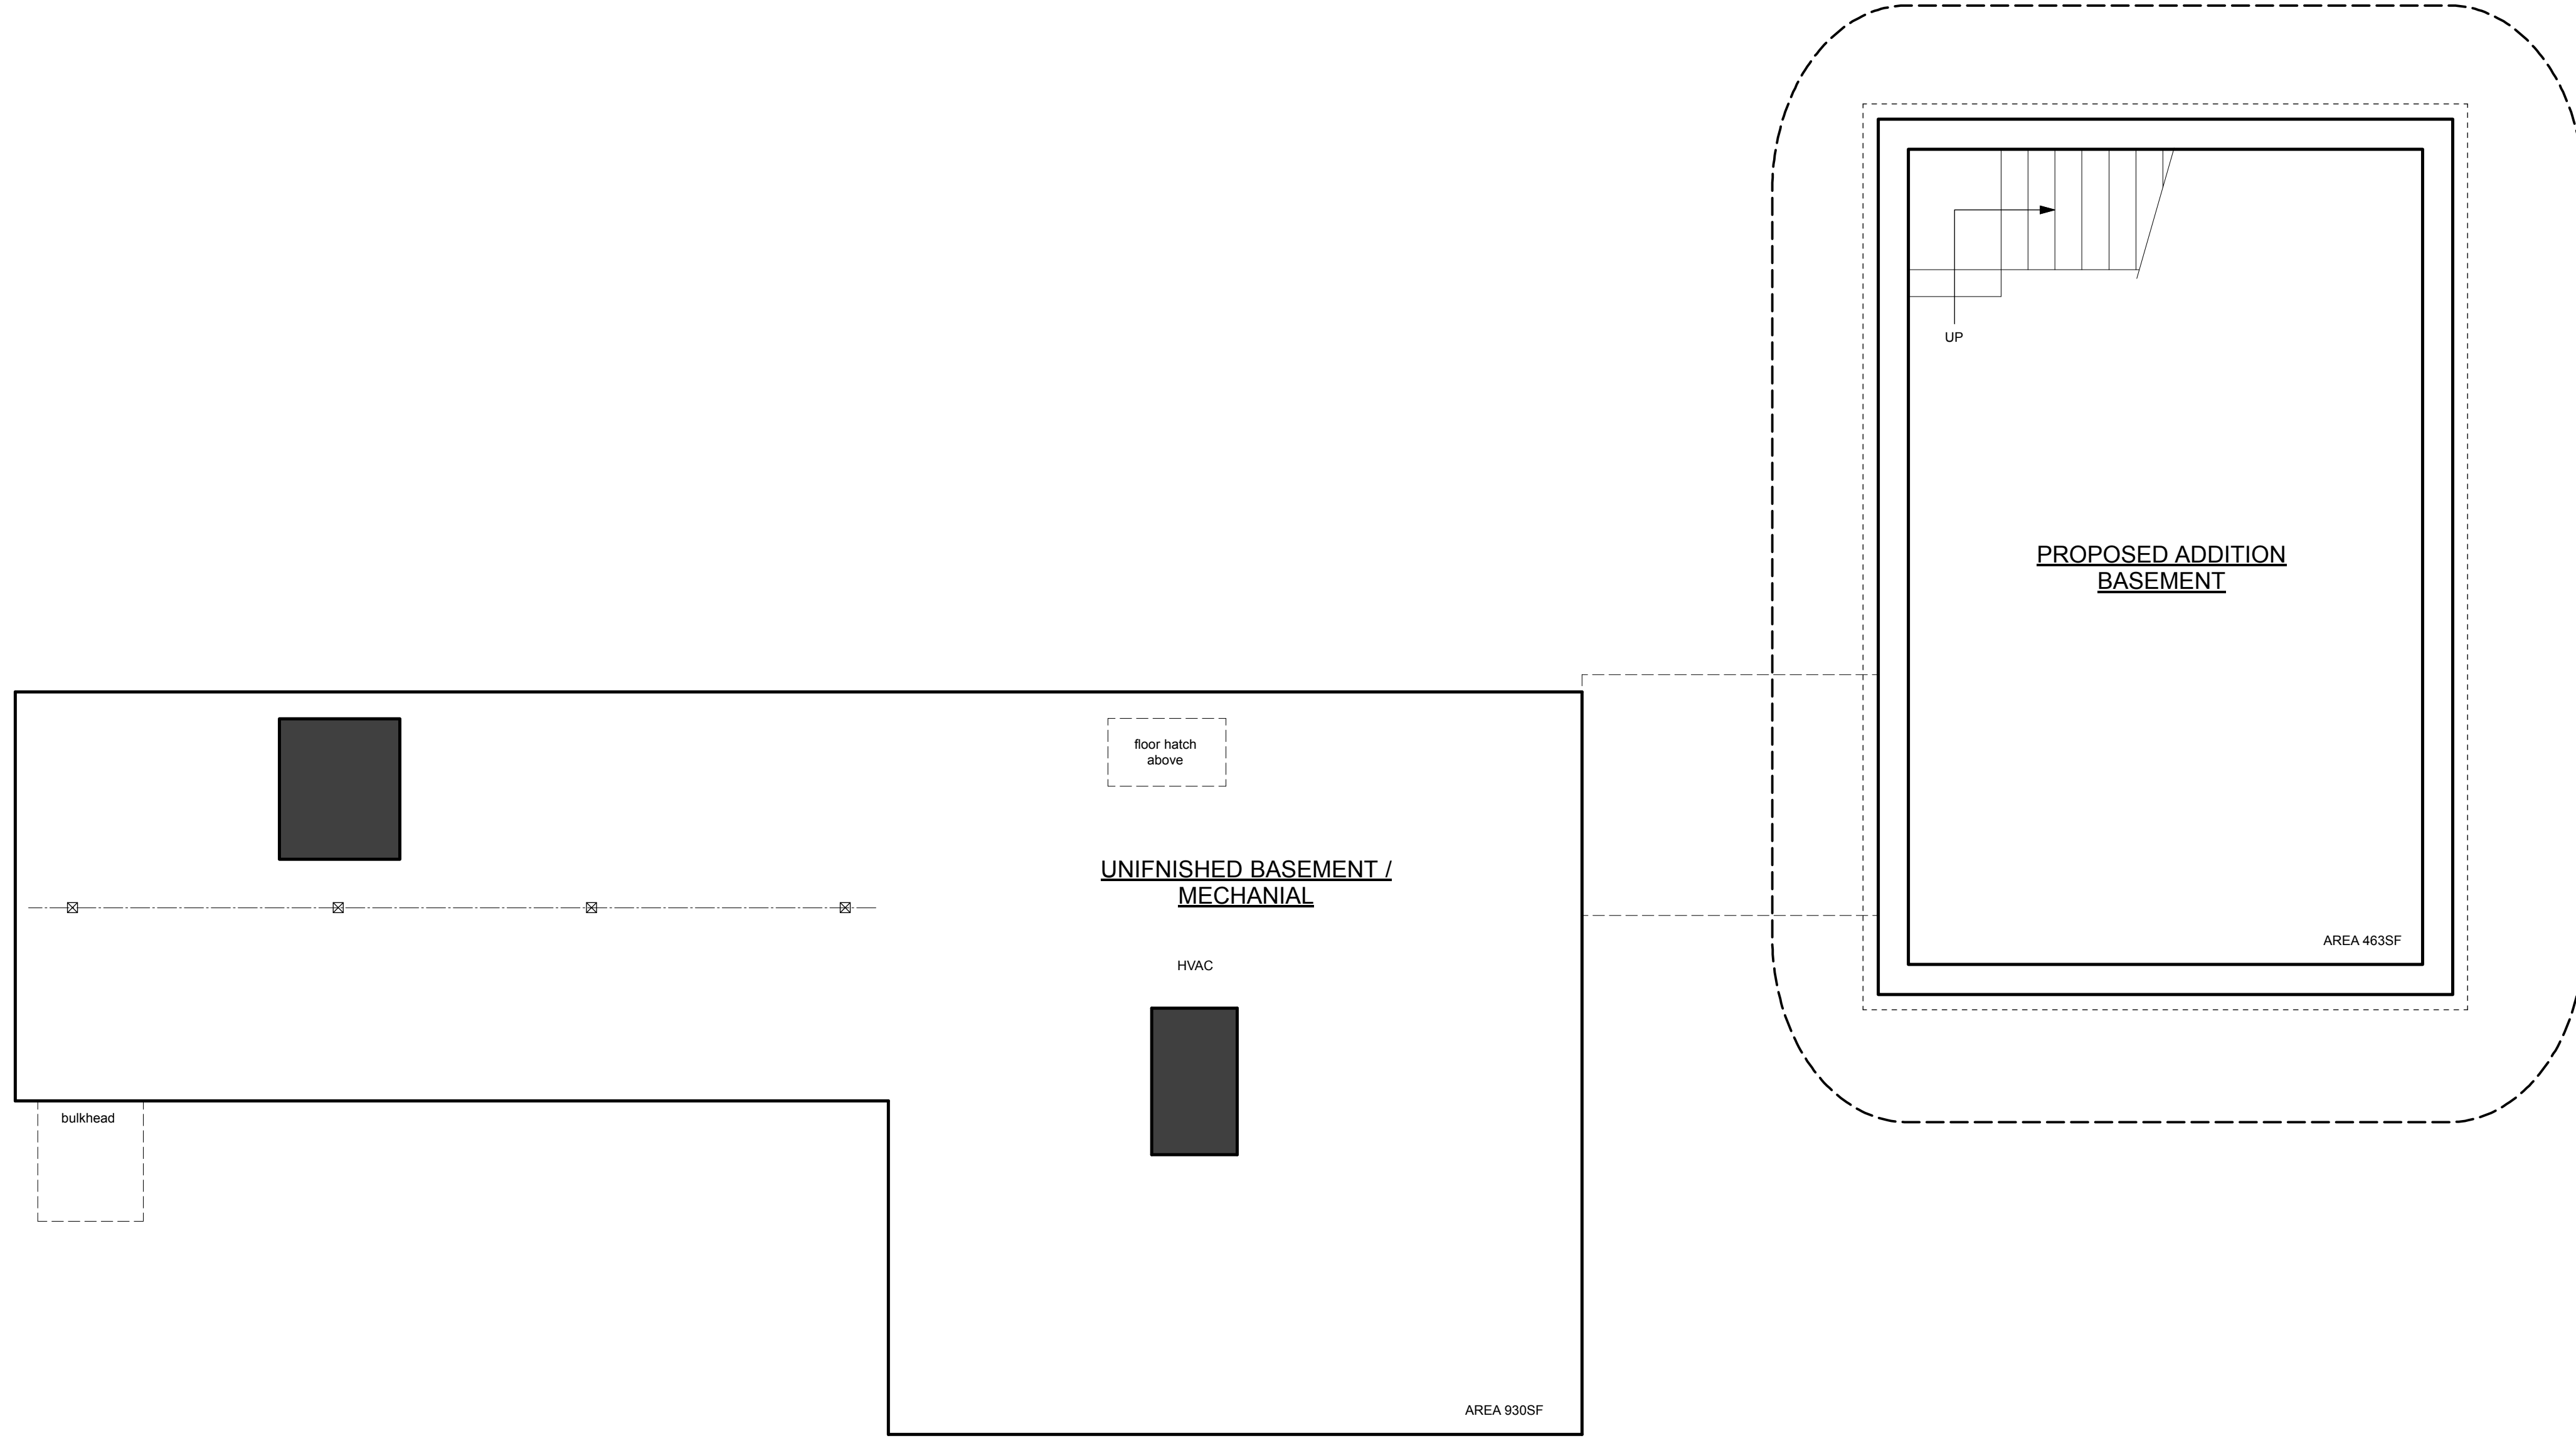 UP
PROPOSED ADDITION
BASEMENT
AREA 463SF
floor hatch
above
UNIFNISHED BASEMENT /
MECHANIAL
HVAC
bulkhead
AREA 930SF